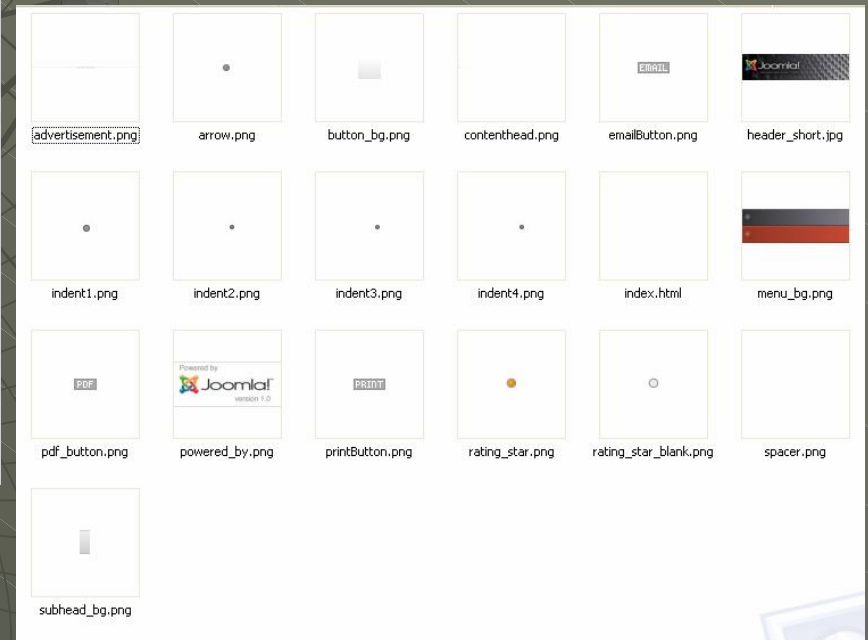 EMAIL
Joomla!
advertisement.png
arrow.png
button_bg.png
contenthead.png
emailButton.png
header_short.jpg
indent1.png
indent2.png
indent3.png
indent4.png
index.html
menu_bg.png
PDF
Powered by
Joomla!
version 1.0
PRINT
pdf_button.png
powered_by.png
printButton.png
rating_star.png
rating_star_blank.png
spacer.png
subhead_bg.png